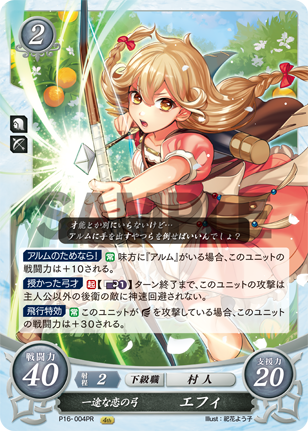 2
SAMPLE
才能とか別にいらないけど…
アルムに手を出すやつらを倒せばいいんでしょ？
アルムのためなら！ 常 味方に『アルム』がいる場合、このユニットの
戦闘力は＋10される。
授かった弓才 起【1】ターン終了まで、このユニットの攻撃は
主人公以外の後衛の敵に神速回避されない。
飛行特効 常 このユニットがを攻撃している場合、このユニット
の戦闘力は＋30される。
戦闘力
40
射程 2 下級職 村人
支援力
20
一途な恋の弓 エフィ
P16-004PR 4th Illust：祀花よう子